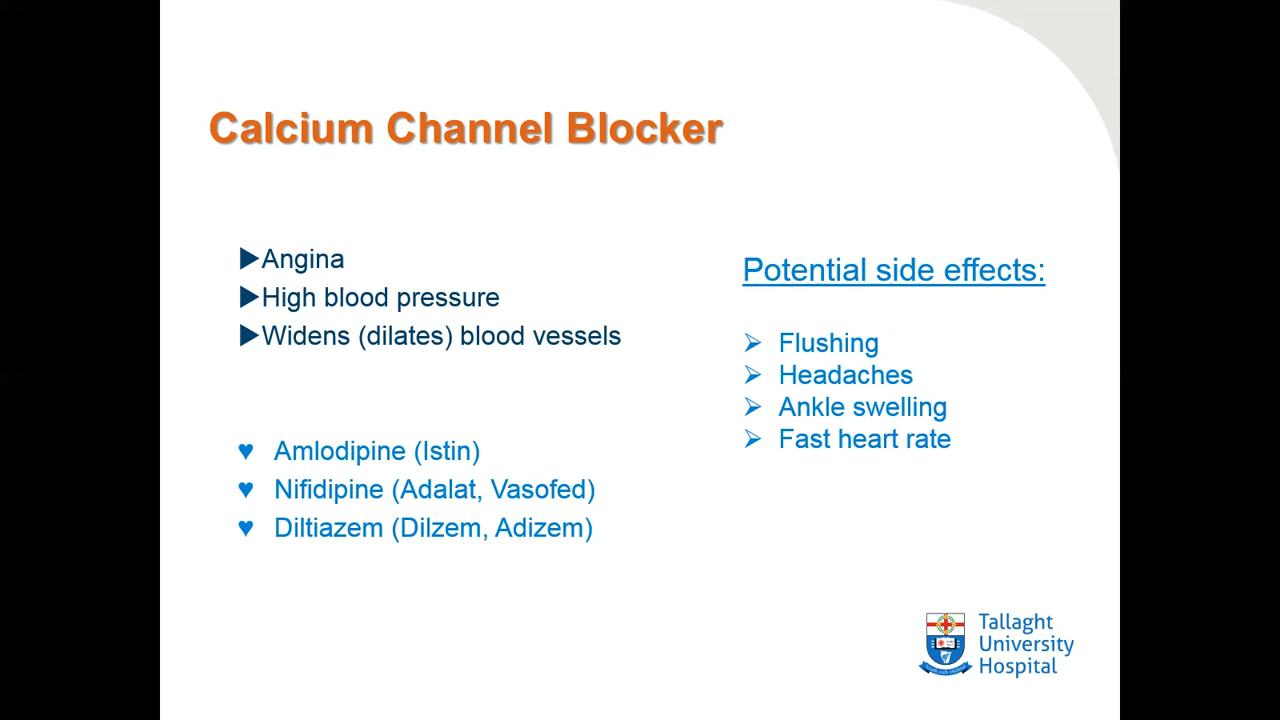 Calcium Channel Blocker
▶Angina
▶High blood pressure
▶Widens (dilates) blood vessels
♥ Amlodipine (Istin)
♥ Nifidipine (Adalat, Vasofed)
♥ Diltiazem (Dilzem, Adizem)
Potential side effects:
➢ Flushing
➢ Headaches
➢ Ankle swelling
➢ Fast heart rate
Tallaght
University
Hospital